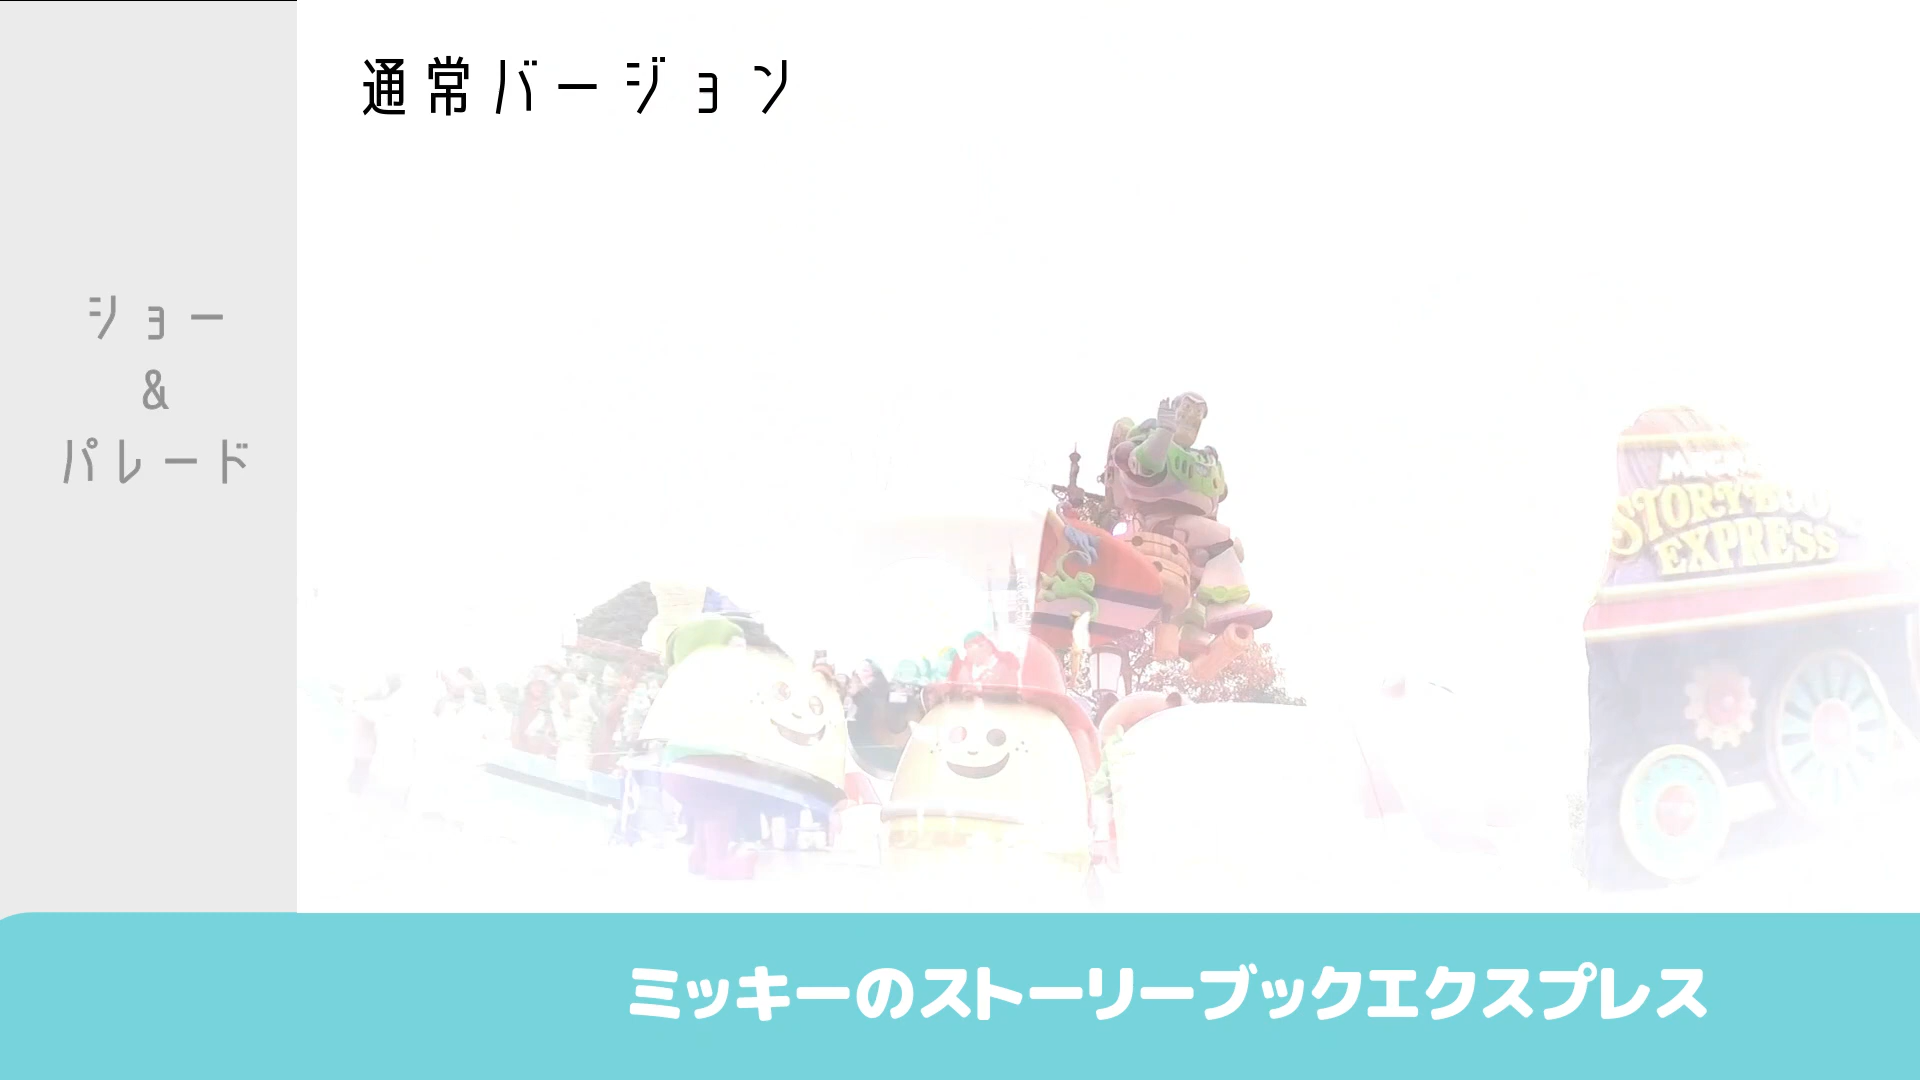 通常バージョン
ショー
&
パレード
STORYBOOK
EXPRESS
ミッキーのストーリーブックエクスプレス